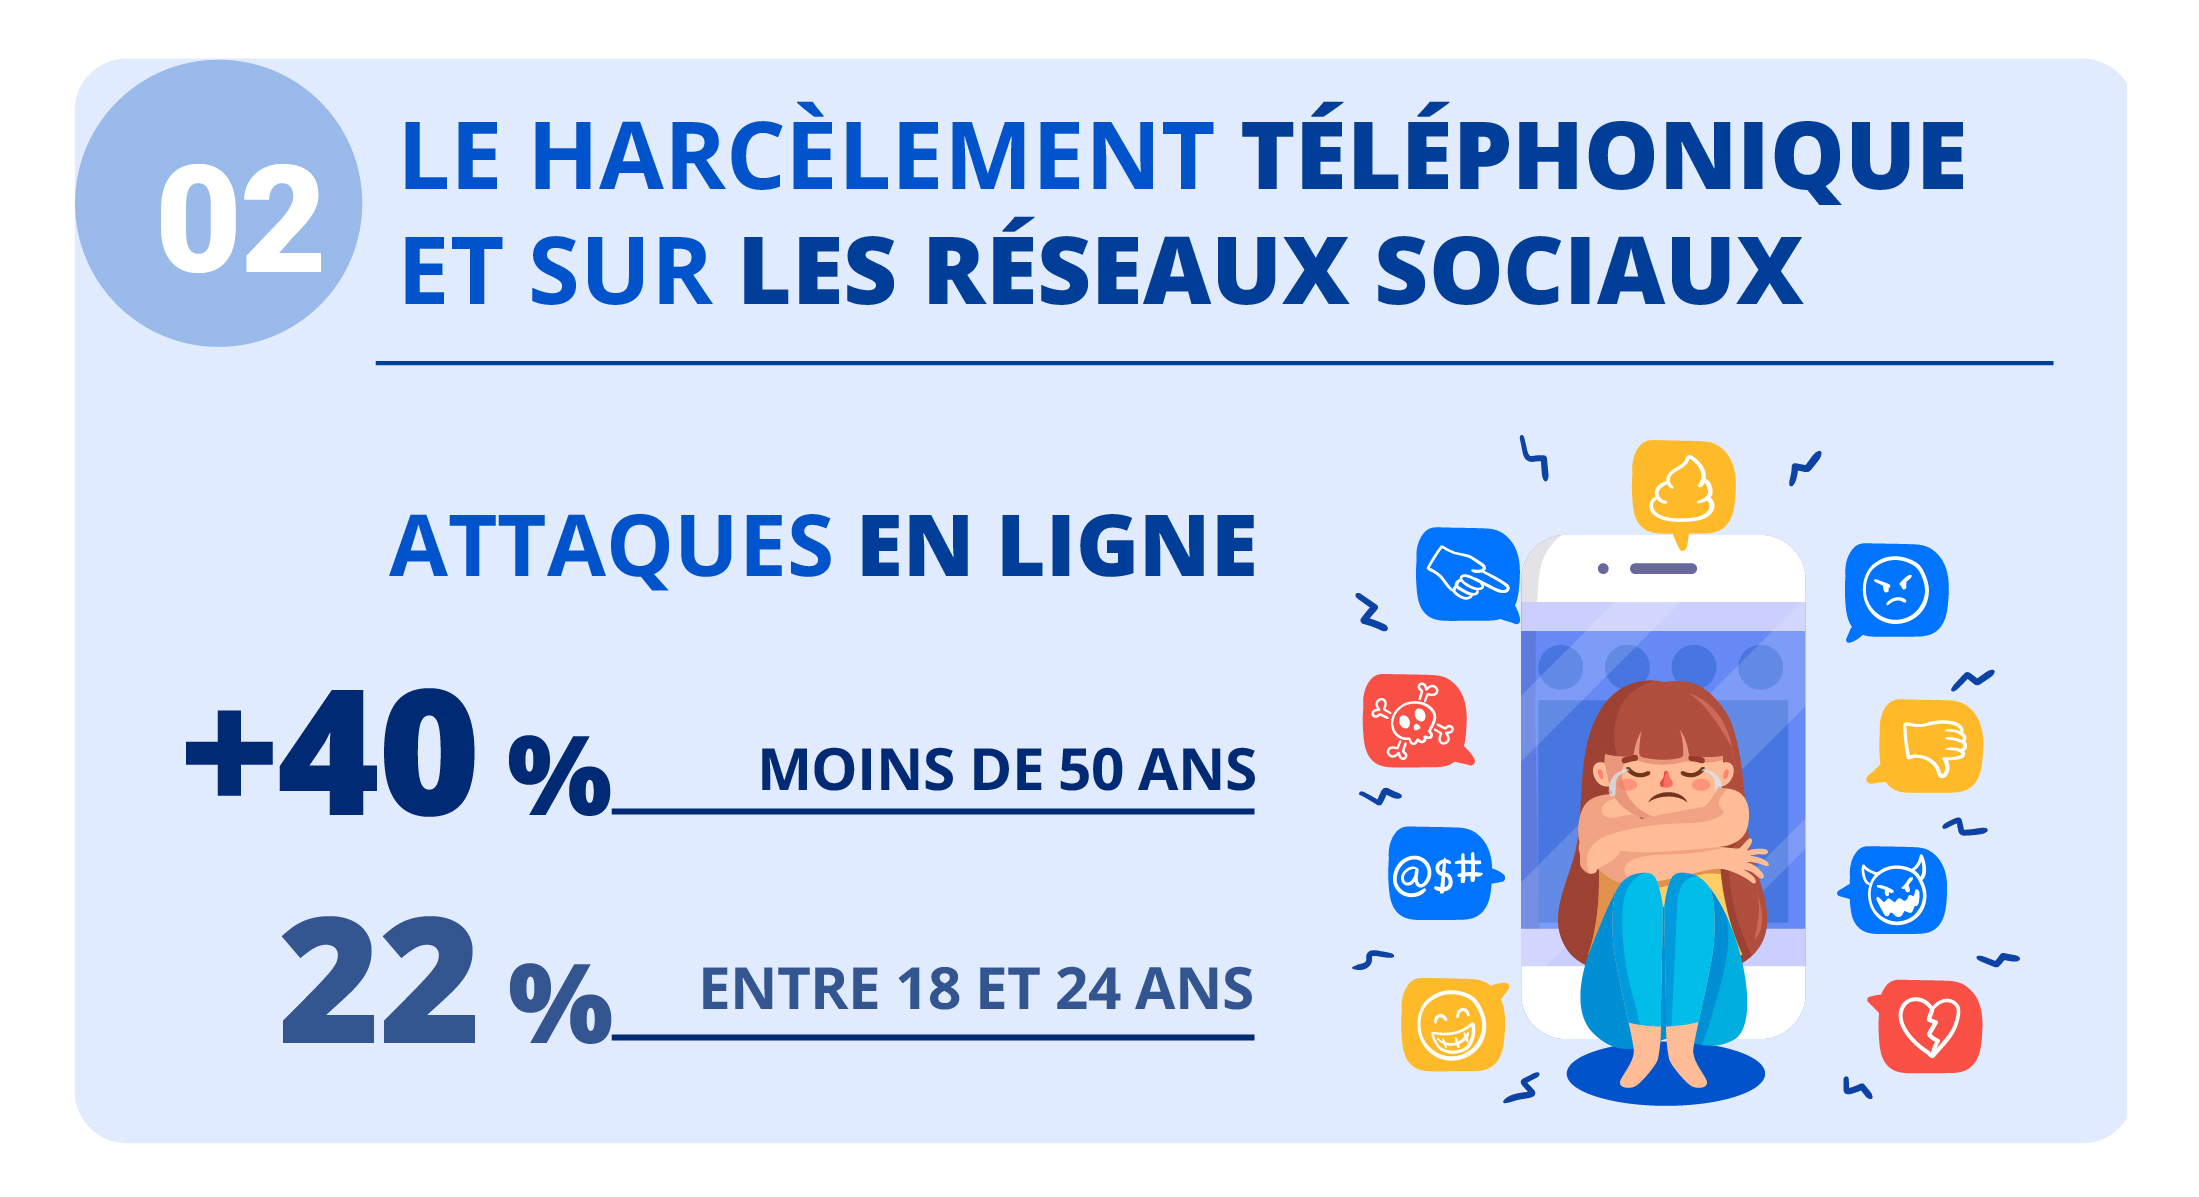 02
LE HARCÈLEMENT TÉLÉPHONIQUE
ET SUR LES RÉSEAUX SOCIAUX
ATTAQUES EN LIGNE
+40 % MOINS DE 50 ANS
22 % ENTRE 18 ET 24 ANS
@$#